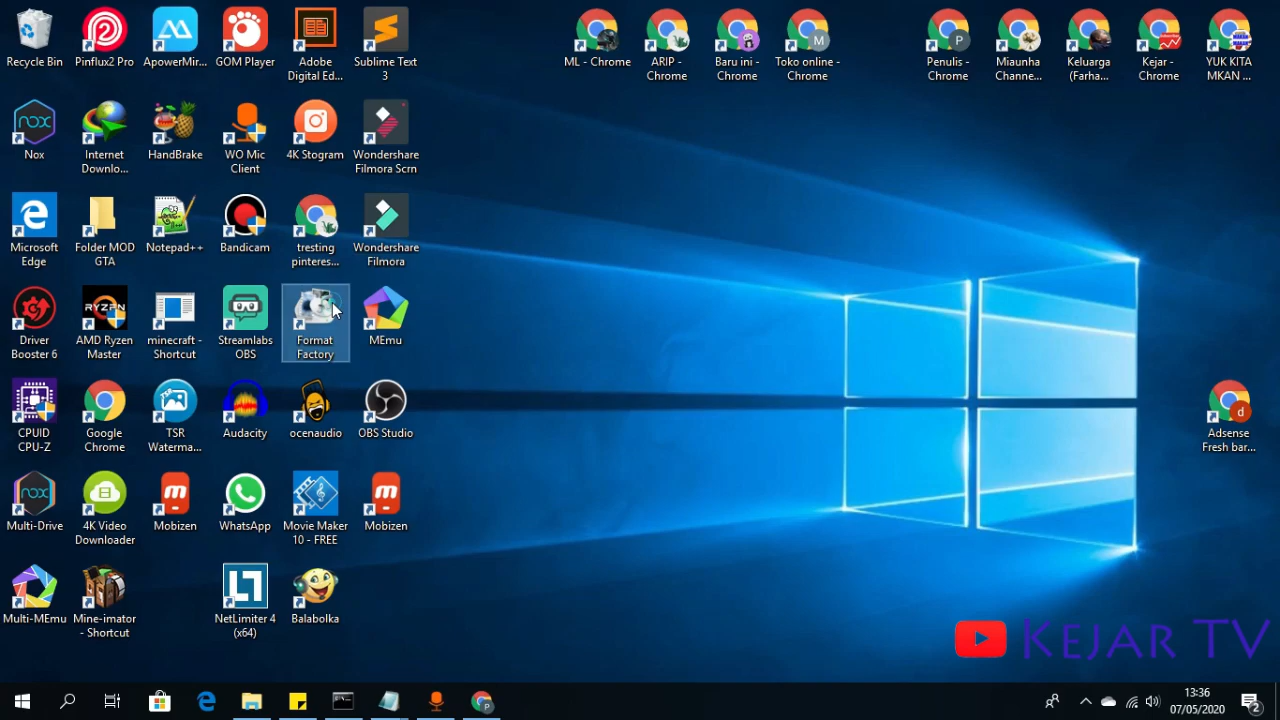 Recycle Bin
Pinflux2 Pro
ApowerMir...
GOM Player
Adobe
Digital Ed...
Sublime Text
3
ML - Chrome
ARIP -
Chrome
Baru ini -
Chrome
Toko online -
Chrome
Penulis -
Chrome
Miaunha
Channe...
Keluarga
(Farha...
Kejar -
Chrome
YUK KITA
MKAN ...
Nox
Internet
Downlo...
HandBrake
WO Mic
Client
4K Stogram
Wondershare
Filmora Scrn
Microsoft
Edge
Folder MOD
GTA
Notepad++
Bandicam
tresting
pinteres...
Wondershare
Filmora
Driver
Booster 6
RYZEN
AMD Ryzen
Master
minecraft -
Shortcut
Streamlabs
OBS
Format
Factory
MEmu
CPUID
CPU-Z
Google
Chrome
TSR
Waterma...
Audacity
ocenaudio
OBS Studio
Adsense
Fresh bar...
Multi-Drive
4K Video
Downloader
Mobizen
WhatsApp
Movie Maker
10 - FREE
Mobizen
Multi-MEmu
Mine-imator
- Shortcut
NetLimiter 4
(x64)
Balabolka
KEJAR TV
13:36
07/05/2020
2